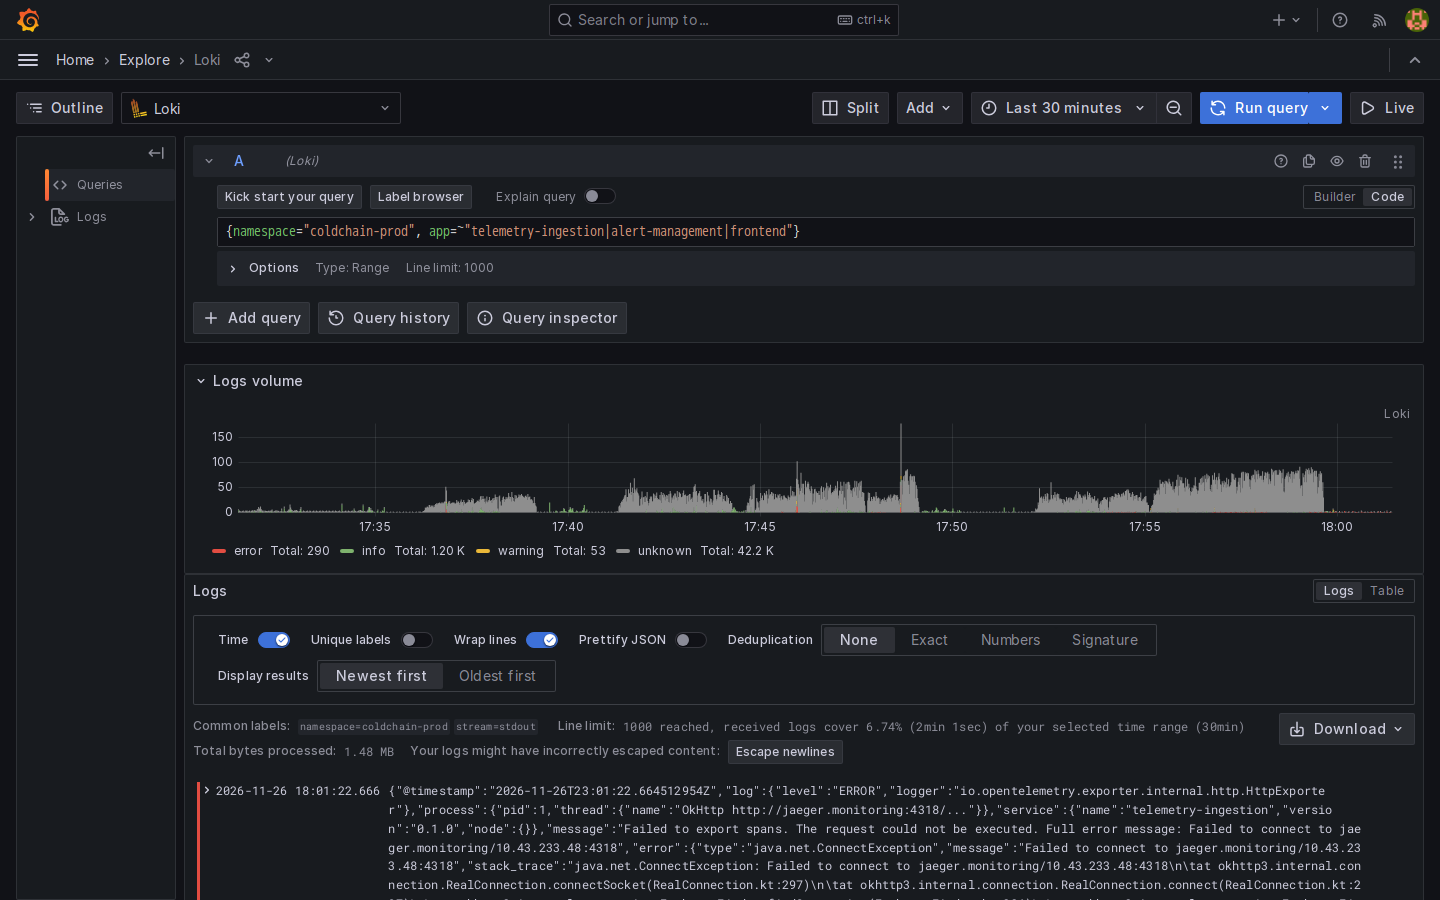 Search or jump to...
ctrl+k
Home › Explore › Loki
Outline
Loki
Split
Add
Last 30 minutes
Run query
Live
Queries
Logs
A
(Loki)
Kick start your query
Label browser
Explain query
Builder
Code
{namespace="coldchain-prod", app=~"telemetry-ingestion|alert-management|frontend"}
Options
Type: Range
Line limit: 1000
Add query
Query history
Query inspector
Logs volume
Loki
150
100
50
0
17:35
17:40
17:45
17:50
17:55
18:00
error Total: 290
info Total: 1.20 K
warning Total: 53
unknown Total: 42.2 K
Logs
Logs
Table
Time
Unique labels
Wrap lines
Prettify JSON
Deduplication
None
Exact
Numbers
Signature
Display results
Newest first
Oldest first
Common labels: namespace=coldchain-prod stream=stdout
Line limit: 1000 reached, received logs cover 6.74% (2min 1sec) of your selected time range (30min)
Download
Total bytes processed: 1.48 MB
Your logs might have incorrectly escaped content:
Escape newlines
2026-11-26 18:01:22.666 {"@timestamp":"2026-11-26T23:01:22.664512954Z","log":{"level":"ERROR","logger":"io.opentelemetry.exporter.internal.http.HttpExporte
r"},"process":{"pid":1,"thread":{"name":"OkHttp http://jaeger.monitoring:4318/..."}},"service":{"name":"telemetry-ingestion","versio
n":"0.1.0","node":{}},"message":"Failed to export spans. The request could not be executed. Full error message: Failed to connect to jae
ger.monitoring/10.43.233.48:4318","error":{"type":"java.net.ConnectException","message":"Failed to connect to jaeger.monitoring/10.43.23
3.48:4318","stack_trace":"java.net.ConnectException: Failed to connect to jaeger.monitoring/10.43.233.48:4318\n\tat okhttp3.internal.con
nection.RealConnection.connectSocket(RealConnection.kt:297)\n\tat okhttp3.internal.connection.RealConnection.connect(RealConnection.kt:2